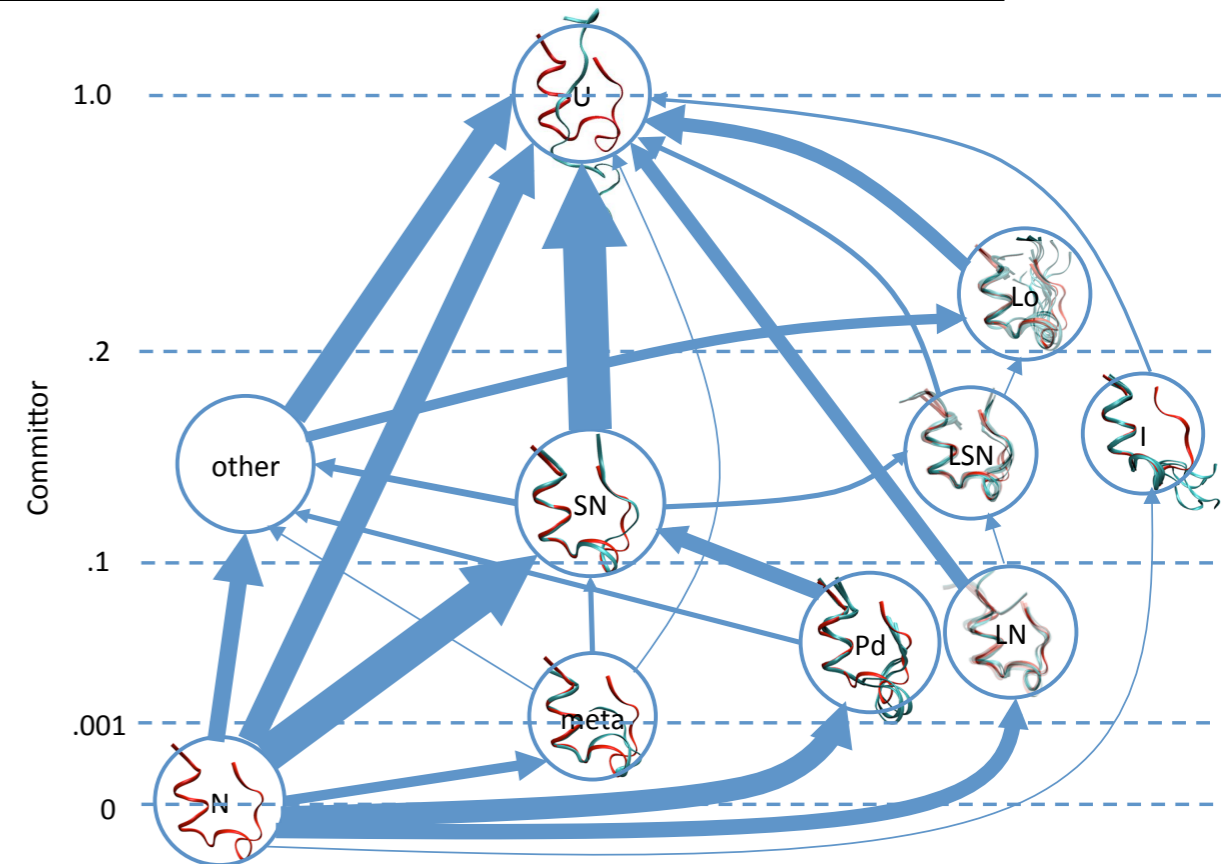 1.0
U
Lo
.2
Committor
other
LSN
I
SN
.1
Pd
LN
meta
.001
N
0